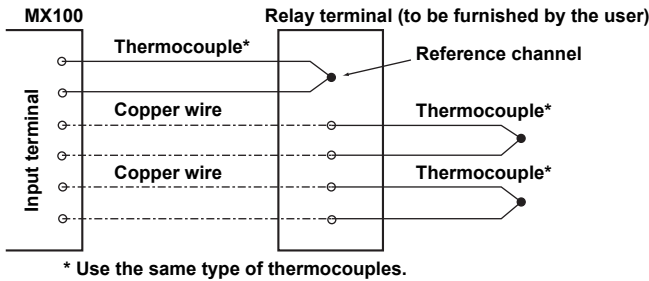 MX100
Relay terminal (to be furnished by the user)
Thermocouple*
Reference channel
Input terminal
Copper wire
Thermocouple*
Copper wire
Thermocouple*
* Use the same type of thermocouples.